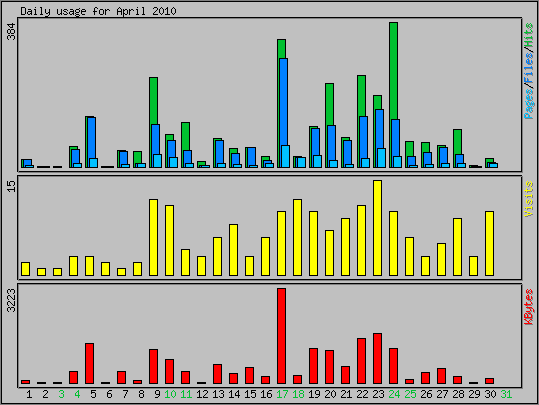 Daily usage for April 2010
384
Pages/Files/Hits
15
Visits
3223
KBytes
1 2 3 4 5 6 7 8 9 10 11 12 13 14 15 16 17 18 19 20 21 22 23 24 25 26 27 28 29 30 31